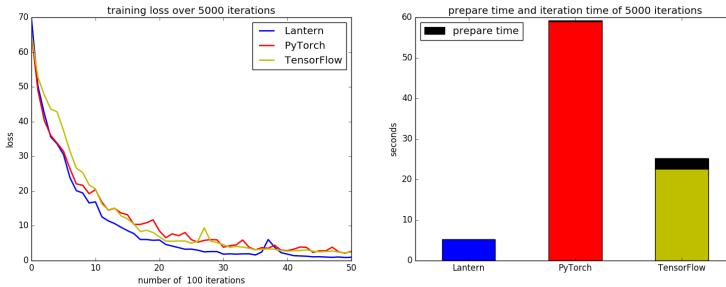 training loss over 5000 iterations
70
60
50
40
30
20
10
0
loss
Lantern
PyTorch
TensorFlow
0 10 20 30 40 50
number of 100 iterations
prepare time and iteration time of 5000 iterations
60
50
40
30
20
10
0
seconds
prepare time
Lantern PyTorch TensorFlow